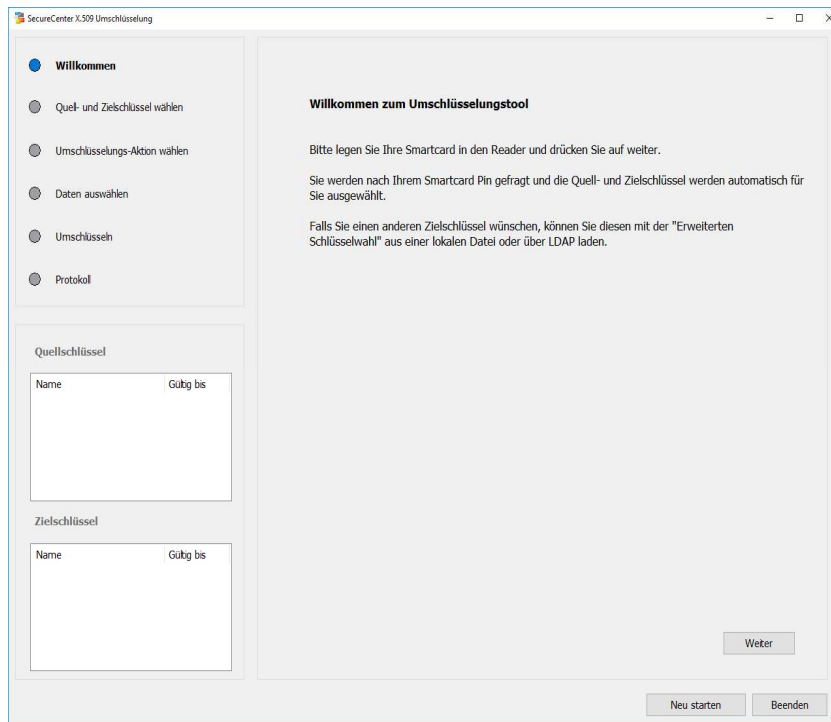 SecureCenter X.509 Umschlüsselung
Willkommen
Quell- und Zielschlüssel wählen
Umschlüsselungs-Aktion wählen
Daten auswählen
Umschlüsseln
Protokoll
Quellschlüssel
Name Gültig bis
Zielschlüssel
Name Gültig bis
Willkommen zum Umschlüsselungstool
Bitte legen Sie Ihre Smartcard in den Reader und drücken Sie auf weiter.
Sie werden nach Ihrem Smartcard Pin gefragt und die Quell- und Zielschlüssel werden automatisch für
Sie ausgewählt.
Falls Sie einen anderen Zielschlüssel wünschen, können Sie diesen mit der "Erweiterten
Schlüsselwahl" aus einer lokalen Datei oder über LDAP laden.
Weiter
Neu starten Beenden